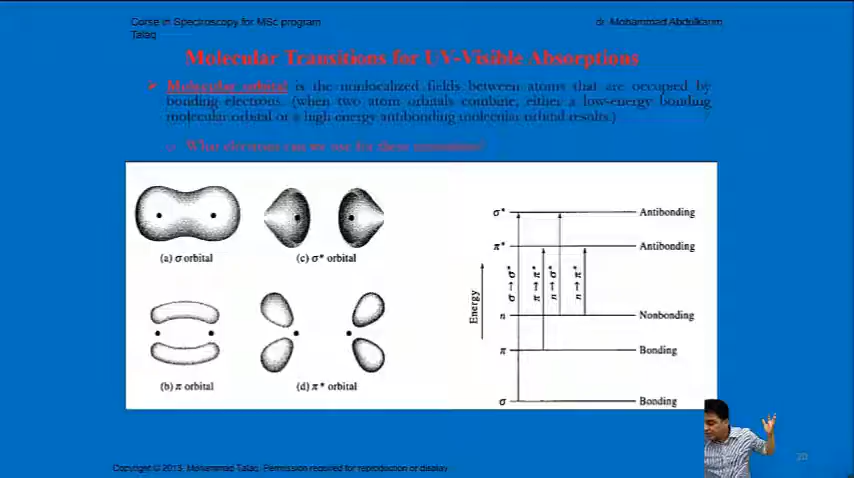 Corse in Spectroscopy for MSc program
Talaq
dr. Mohammad Abdulkarim
Molecular Transitions for UV-Visible Absorptions
Molecular orbital is the nonlocalized fields between atoms that are occupied by
bonding electrons. (when two atom orbitals combine, either a low-energy bonding
molecular orbital or a high energy antibonding molecular orbital results.)
What electrons can we use for these transitions?
(a) σ orbital
(c) σ* orbital
(b) π orbital
(d) π* orbital
Energy
σ*
Antibonding
π*
Antibonding
σ → σ*
π → π*
n → σ*
n → π*
n
Nonbonding
π
Bonding
σ
Bonding
20
Copyright © 2013, Mohammad Talaq. Permission required for reproduction or display